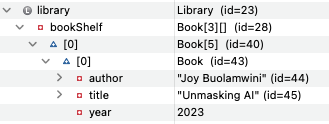 library Library (id=23)
bookShelf Book[3][] (id=28)
[0] Book[5] (id=40)
[0] Book (id=43)
author "Joy Buolamwini" (id=44)
title "Unmasking AI" (id=45)
year 2023